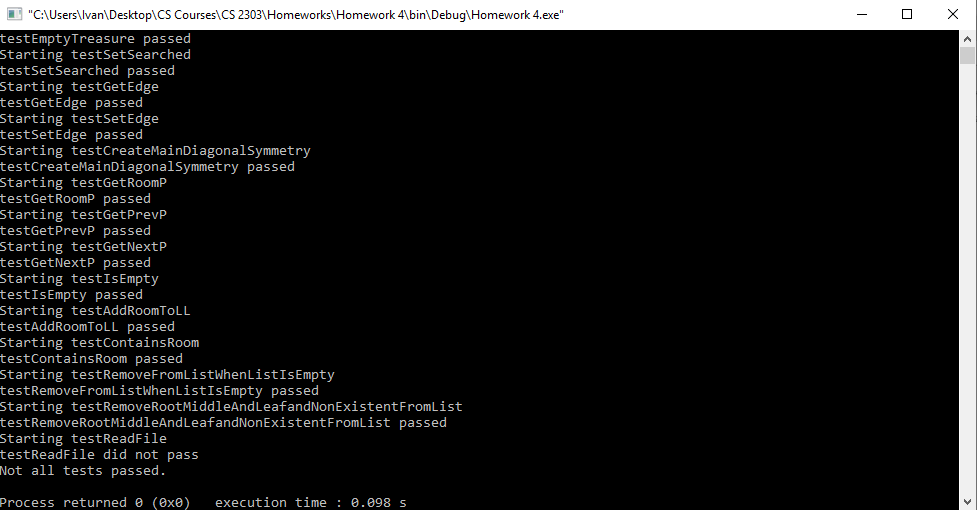 "C:\Users\Ivan\Desktop\CS Courses\CS 2303\Homeworks\Homework 4\bin\Debug\Homework 4.exe"
testEmptyTreasure passed
Starting testSetSearched
testSetSearched passed
Starting testGetEdge
testGetEdge passed
Starting testSetEdge
testSetEdge passed
Starting testCreateMainDiagonalSymmetry
testCreateMainDiagonalSymmetry passed
Starting testGetRoomP
testGetRoomP passed
Starting testGetPrevP
testGetPrevP passed
Starting testGetNextP
testGetNextP passed
Starting testIsEmpty
testIsEmpty passed
Starting testAddRoomToLL
testAddRoomToLL passed
Starting testContainsRoom
testContainsRoom passed
Starting testRemoveFromListWhenListIsEmpty
testRemoveFromListWhenListIsEmpty passed
Starting testRemoveRootMiddleAndLeafandNonExistentFromList
testRemoveRootMiddleAndLeafandNonExistentFromList passed
Starting testReadFile
testReadFile did not pass
Not all tests passed.
Process returned 0 (0x0)   execution time : 0.098 s